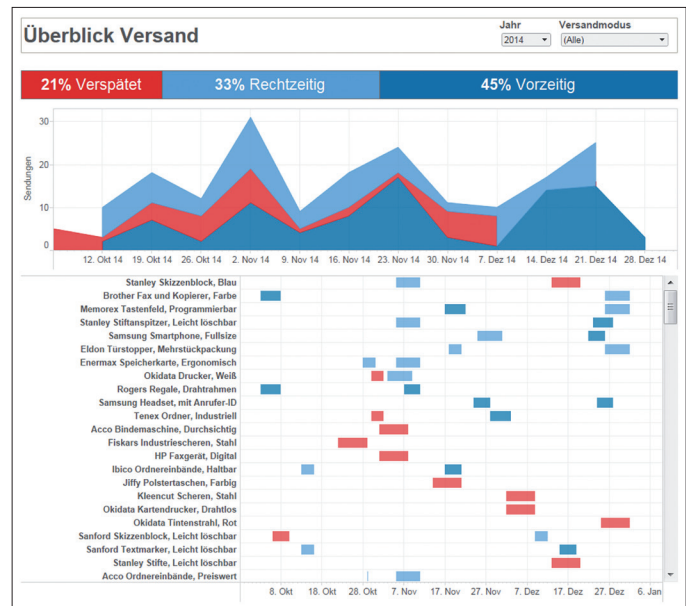 Überblick Versand
Jahr
Versandmodus
2014
(Alle)
21% Verspätet
33% Rechtzeitig
45% Vorzeitig
Sendungen
30
20
10
0
12. Okt 14 19. Okt 14 26. Okt 14 2. Nov 14 9. Nov 14 16. Nov 14 23. Nov 14 30. Nov 14 7. Dez 14 14. Dez 14 21. Dez 14 28. Dez 14
Stanley Skizzenblock, Blau
Brother Fax und Kopierer, Farbe
Memorex Tastenfeld, Programmierbar
Stanley Stiftanspitzer, Leicht löschbar
Samsung Smartphone, Fullsize
Eldon Türstopper, Mehrstückpackung
Enermax Speicherkarte, Ergonomisch
Okidata Drucker, Weiß
Rogers Regale, Drahtrahmen
Samsung Headset, mit Anrufer-ID
Tenex Ordner, Industriell
Acco Bindemaschine, Durchsichtig
Fiskars Industriescheren, Stahl
HP Faxgerät, Digital
Ibico Ordnereinbände, Haltbar
Jiffy Polstertaschen, Farbig
Kleencut Scheren, Stahl
Okidata Kartendrucker, Drahtlos
Okidata Tintenstrahl, Rot
Sanford Skizzenblock, Leicht löschbar
Sanford Textmarker, Leicht löschbar
Stanley Stifte, Leicht löschbar
Acco Ordnereinbände, Preiswert
8. Okt 18. Okt 28. Okt 7. Nov 17. Nov 27. Nov 7. Dez 17. Dez 27. Dez 6. Jan